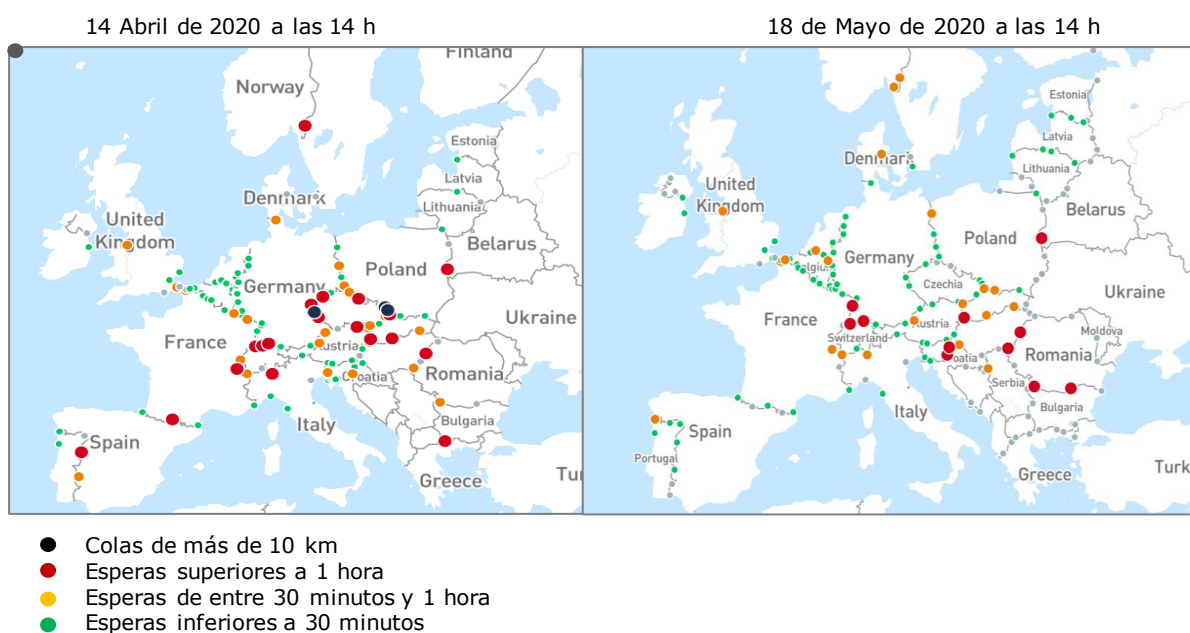 14 Abril de 2020 a las 14 h
18 de Mayo de 2020 a las 14 h
Finland
Norway
Estonia
Latvia
Denmark
Lithuania
United
Kingdom
Belarus
Poland
Germany
Ukraine
France
Austria
Romania
Croatia
Bulgaria
Italy
Spain
Greece
Tu
Estonia
Latvia
Denmark
Lithuania
United
Kingdom
Belarus
Poland
Germany
Belgium
Czechia
Ukraine
France
Austria
Switzerland
Moldova
Croatia
Romania
Serbia
Bulgaria
Italy
Spain
Portugal
Greece
Turk
Colas de más de 10 km
Esperas superiores a 1 hora
Esperas de entre 30 minutos y 1 hora
Esperas inferiores a 30 minutos